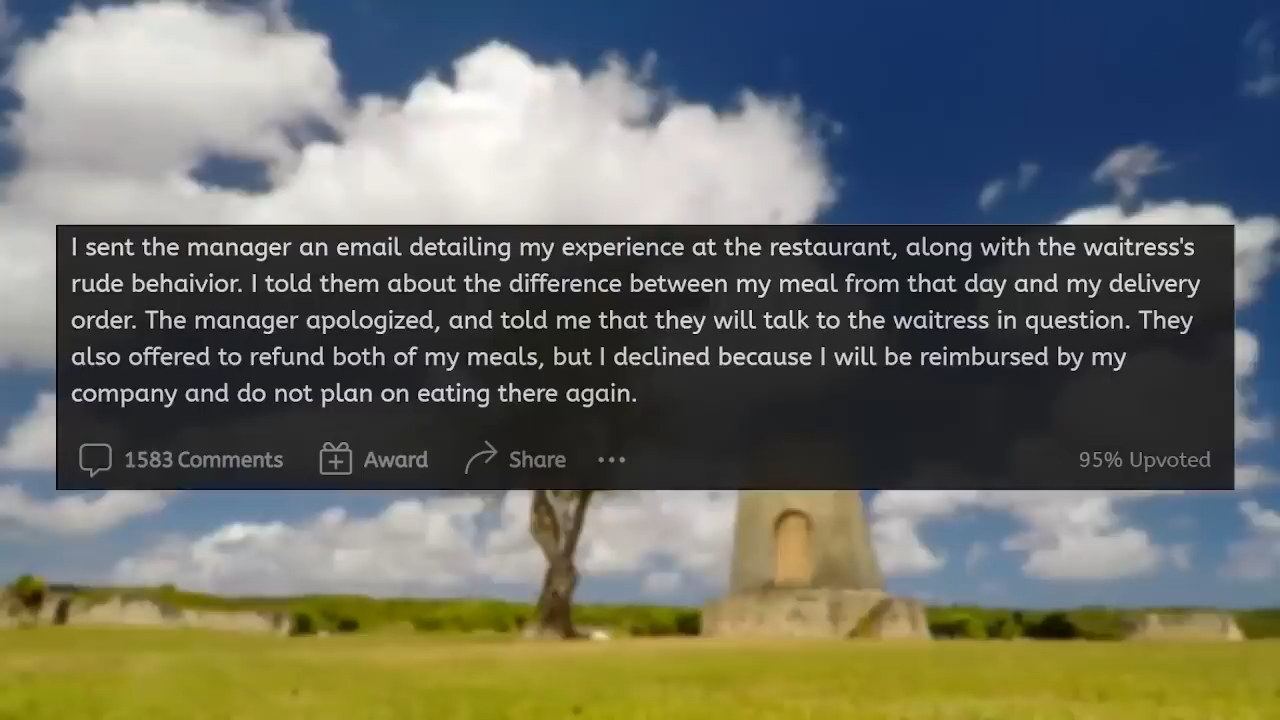 I sent the manager an email detailing my experience at the restaurant, along with the waitress's
rude behaivior. I told them about the difference between my meal from that day and my delivery
order. The manager apologized, and told me that they will talk to the waitress in question. They
also offered to refund both of my meals, but I declined because I will be reimbursed by my
company and do not plan on eating there again.
1583 Comments Award Share ••• 95% Upvoted